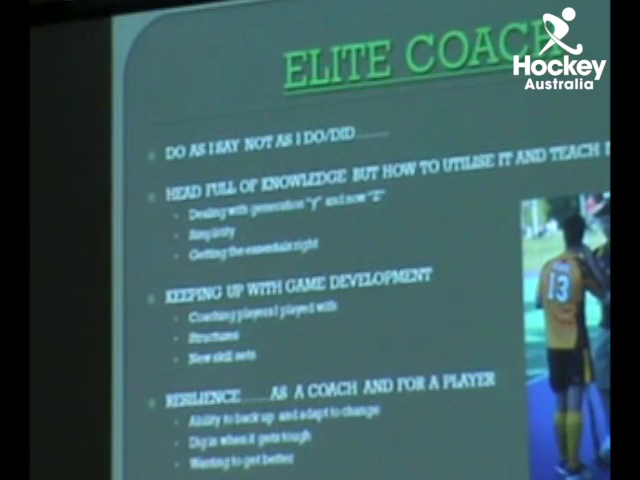 Hockey
Australia
ELITE COACH
DO AS I SAY NOT AS I DO/DID.........
HEAD FULL OF KNOWLEDGE BUT HOW TO UTILISE IT AND TEACH
Dealing with generation "y" and now "Z"
Simplicity
Getting the essentials right
KEEPING UP WITH GAME DEVELOPMENT
Coaching players I played with
Structures
New skill sets
RESILIENCE........AS A COACH AND FOR A PLAYER
Ability to back up and adapt to change
Dig in when it gets tough
Wanting to get better
13